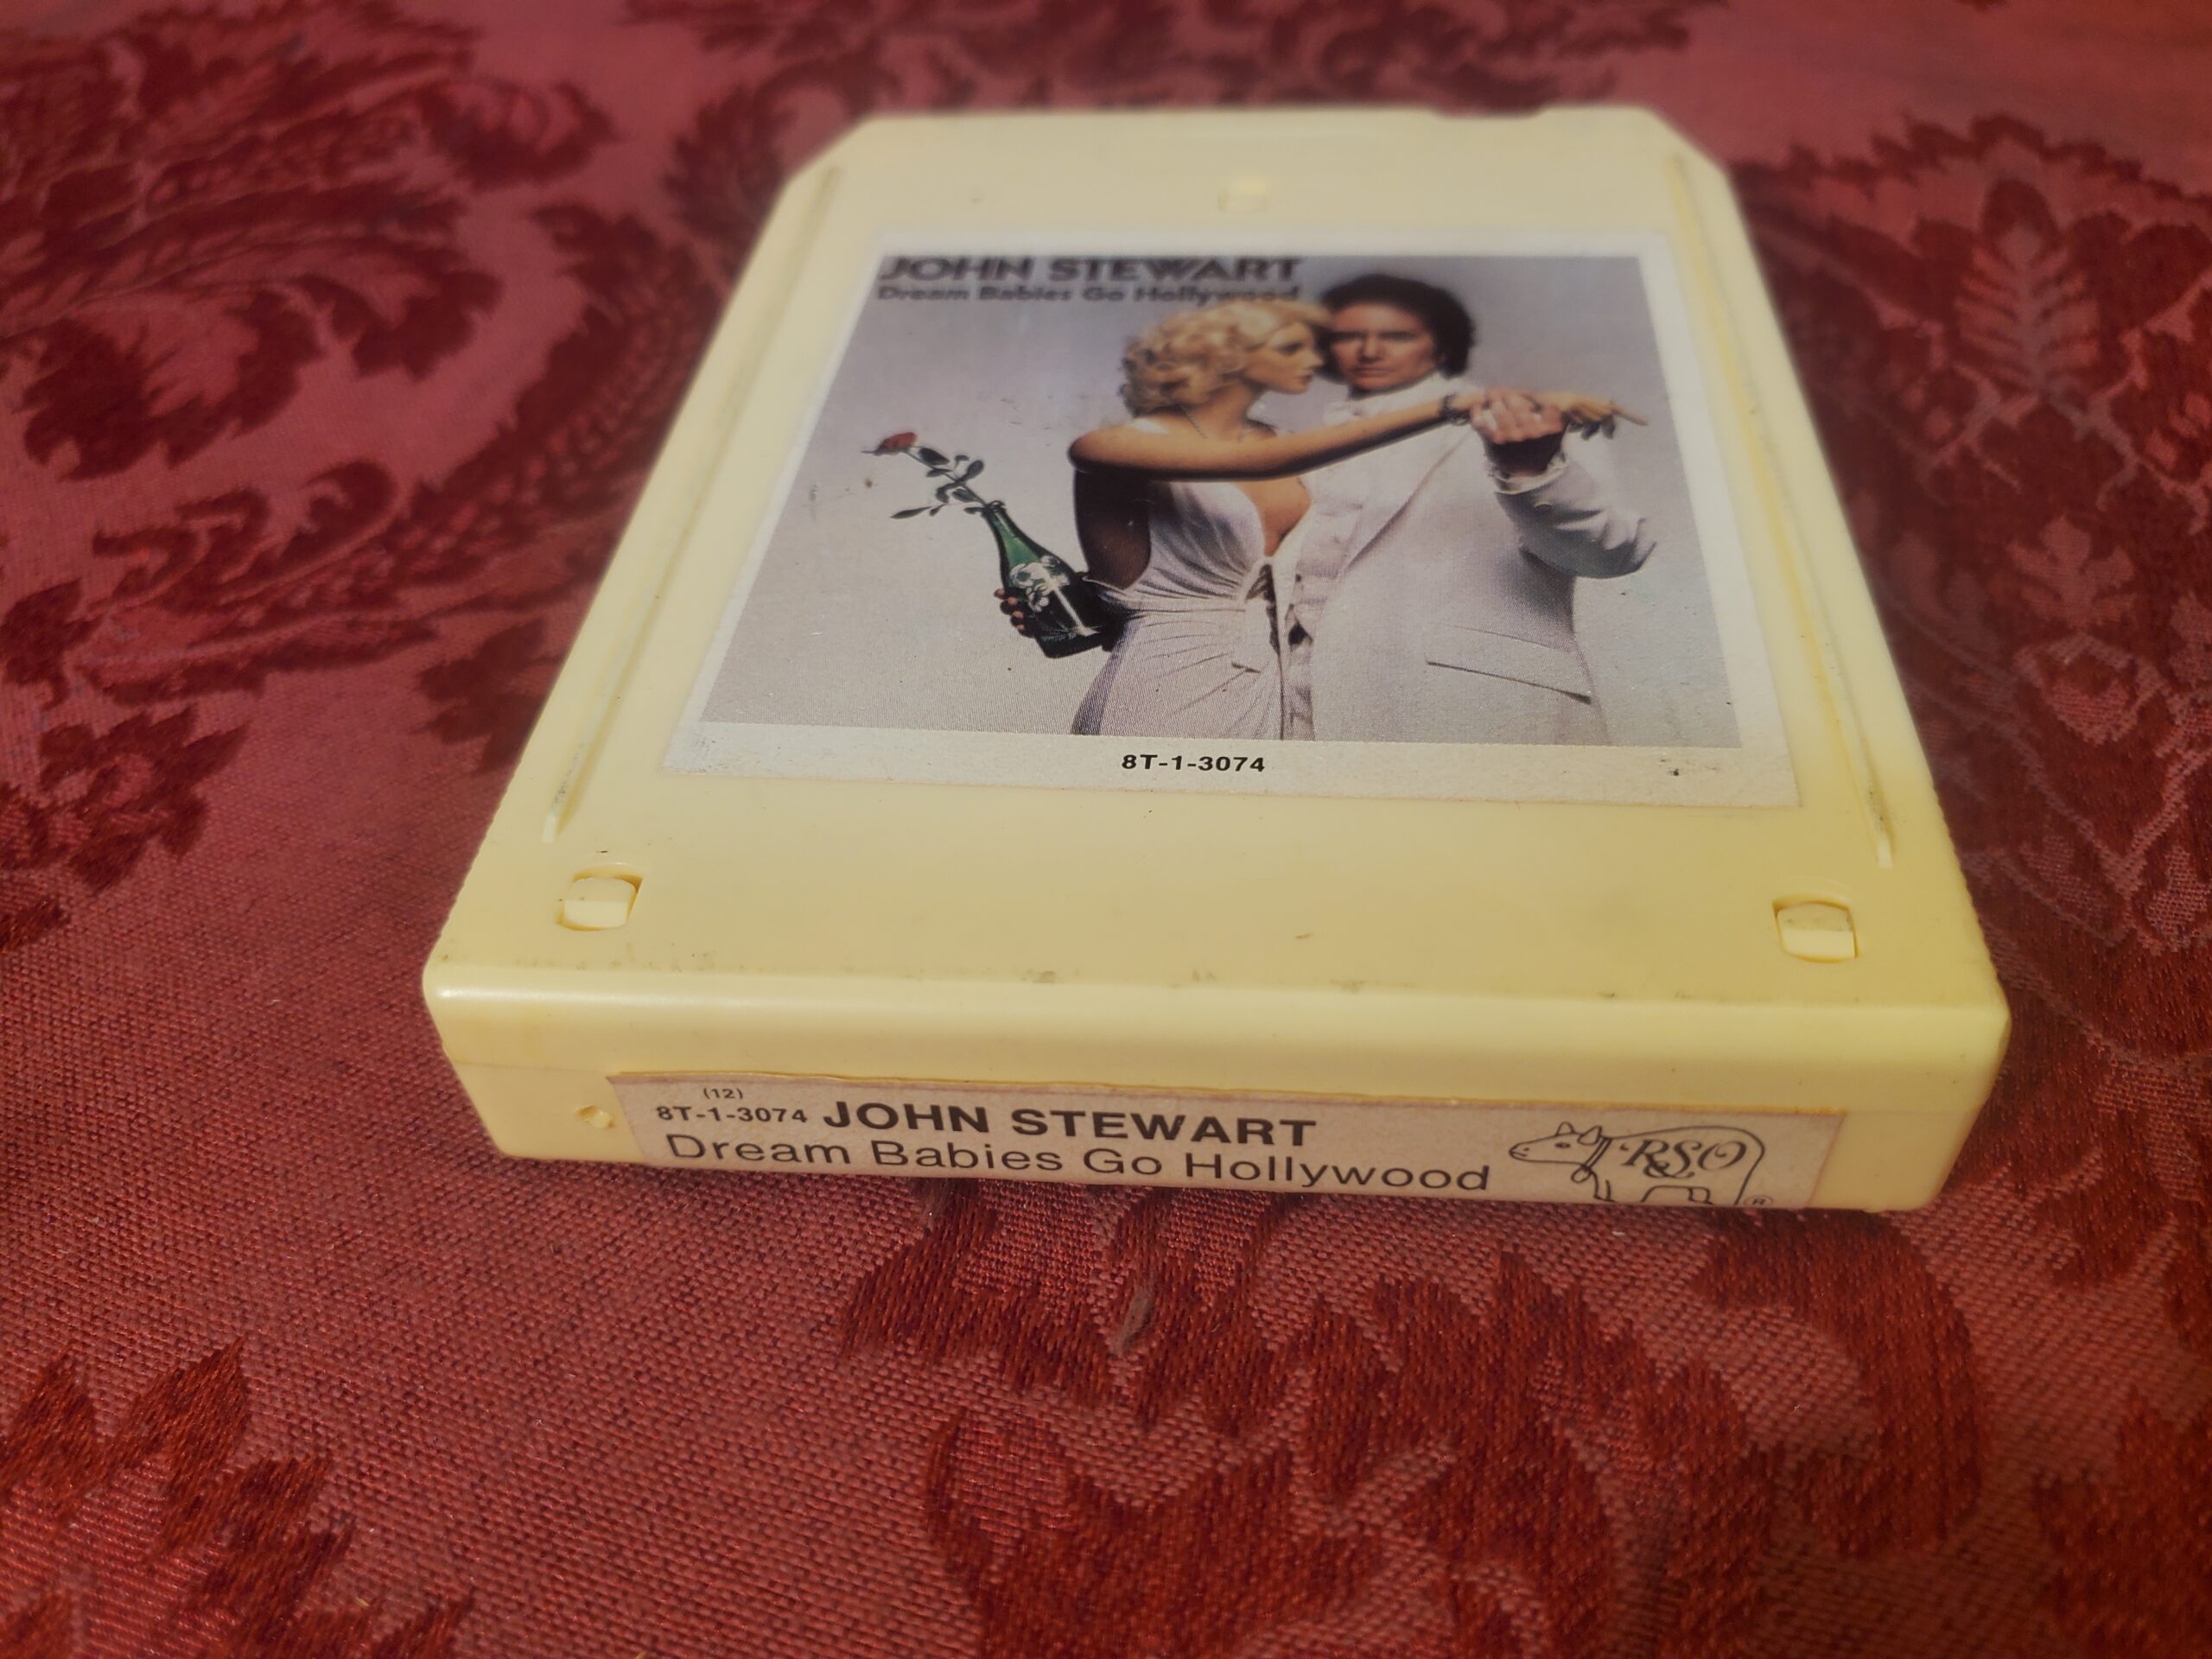 JOHN STEWART
Dream Babies Go Hollywood
8T-1-3074
(12)
8T-1-3074 JOHN STEWART
Dream Babies Go Hollywood
RSO
®